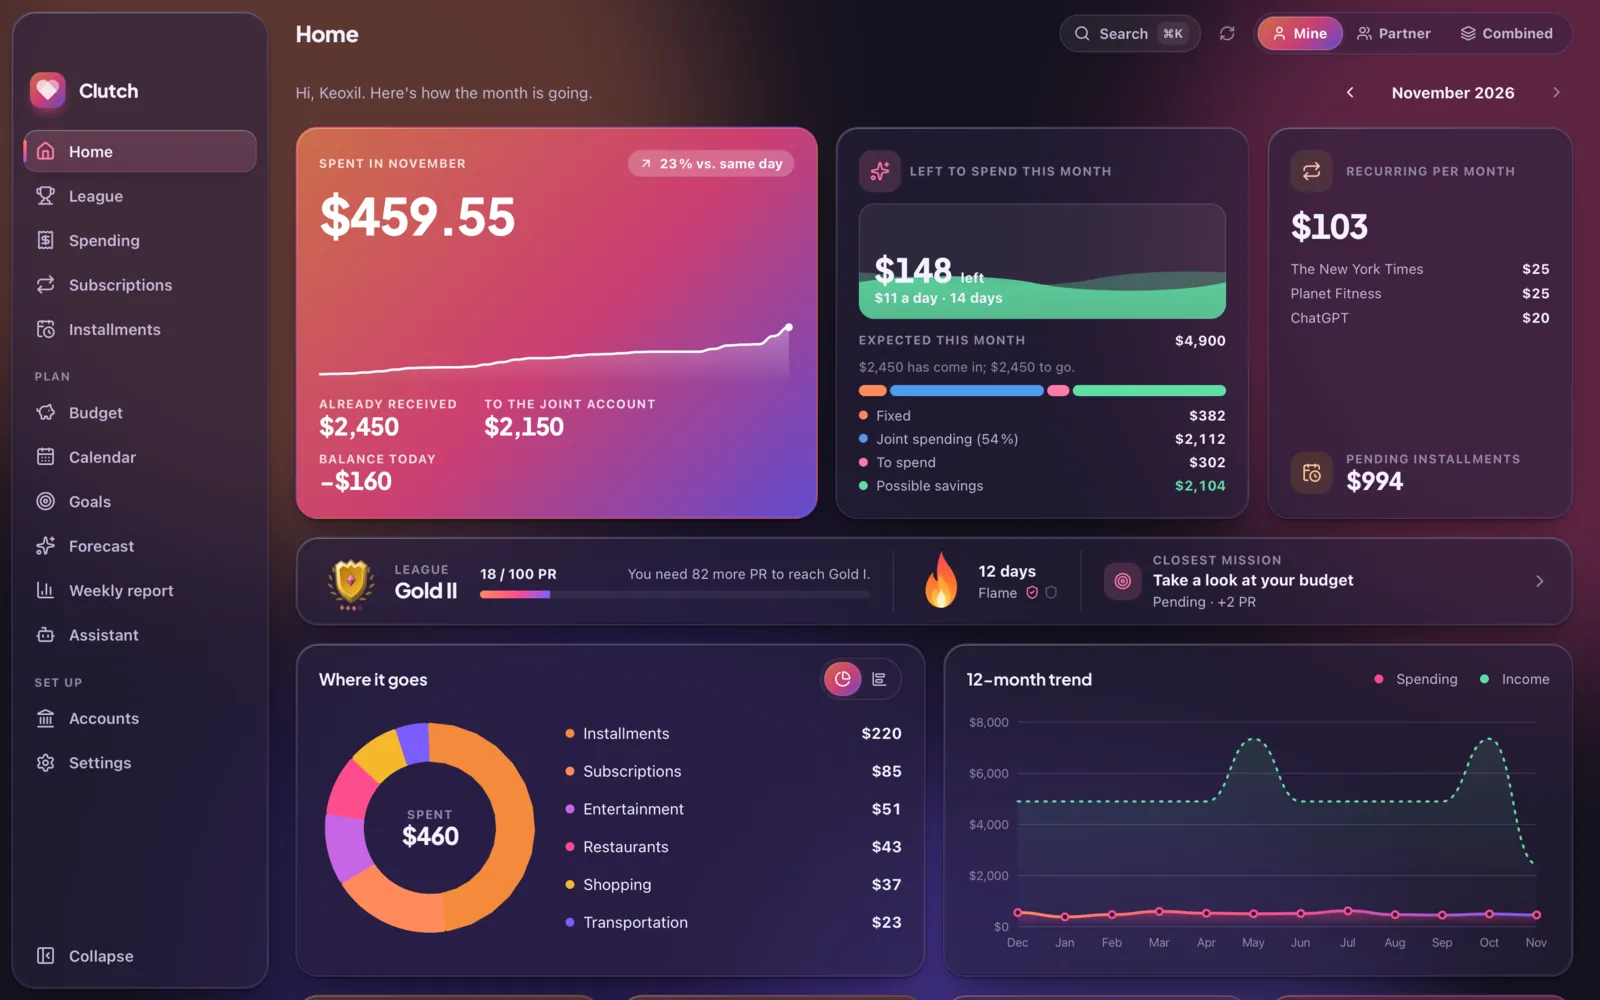 Clutch
Home
League
Spending
Subscriptions
Installments
PLAN
Budget
Calendar
Goals
Forecast
Weekly report
Assistant
SET UP
Accounts
Settings
Collapse
Home
Search ⌘K
Mine
Partner
Combined
Hi, Keoxil. Here's how the month is going.
November 2026
SPENT IN NOVEMBER
23% vs. same day
$459.55
ALREADY RECEIVED
$2,450
TO THE JOINT ACCOUNT
$2,150
BALANCE TODAY
-$160
LEFT TO SPEND THIS MONTH
$148 left
$11 a day · 14 days
EXPECTED THIS MONTH $4,900
$2,450 has come in; $2,450 to go.
Fixed $382
Joint spending (54%) $2,112
To spend $302
Possible savings $2,104
RECURRING PER MONTH
$103
The New York Times $25
Planet Fitness $25
ChatGPT $20
PENDING INSTALLMENTS
$994
LEAGUE
Gold II
18 / 100 PR
You need 82 more PR to reach Gold I.
12 days
Flame
CLOSEST MISSION
Take a look at your budget
Pending · +2 PR
Where it goes
SPENT
$460
Installments $220
Subscriptions $85
Entertainment $51
Restaurants $43
Shopping $37
Transportation $23
12-month trend
Spending
Income
$8,000
$6,000
$4,000
$2,000
$0
Dec Jan Feb Mar Apr May Jun Jul Aug Sep Oct Nov